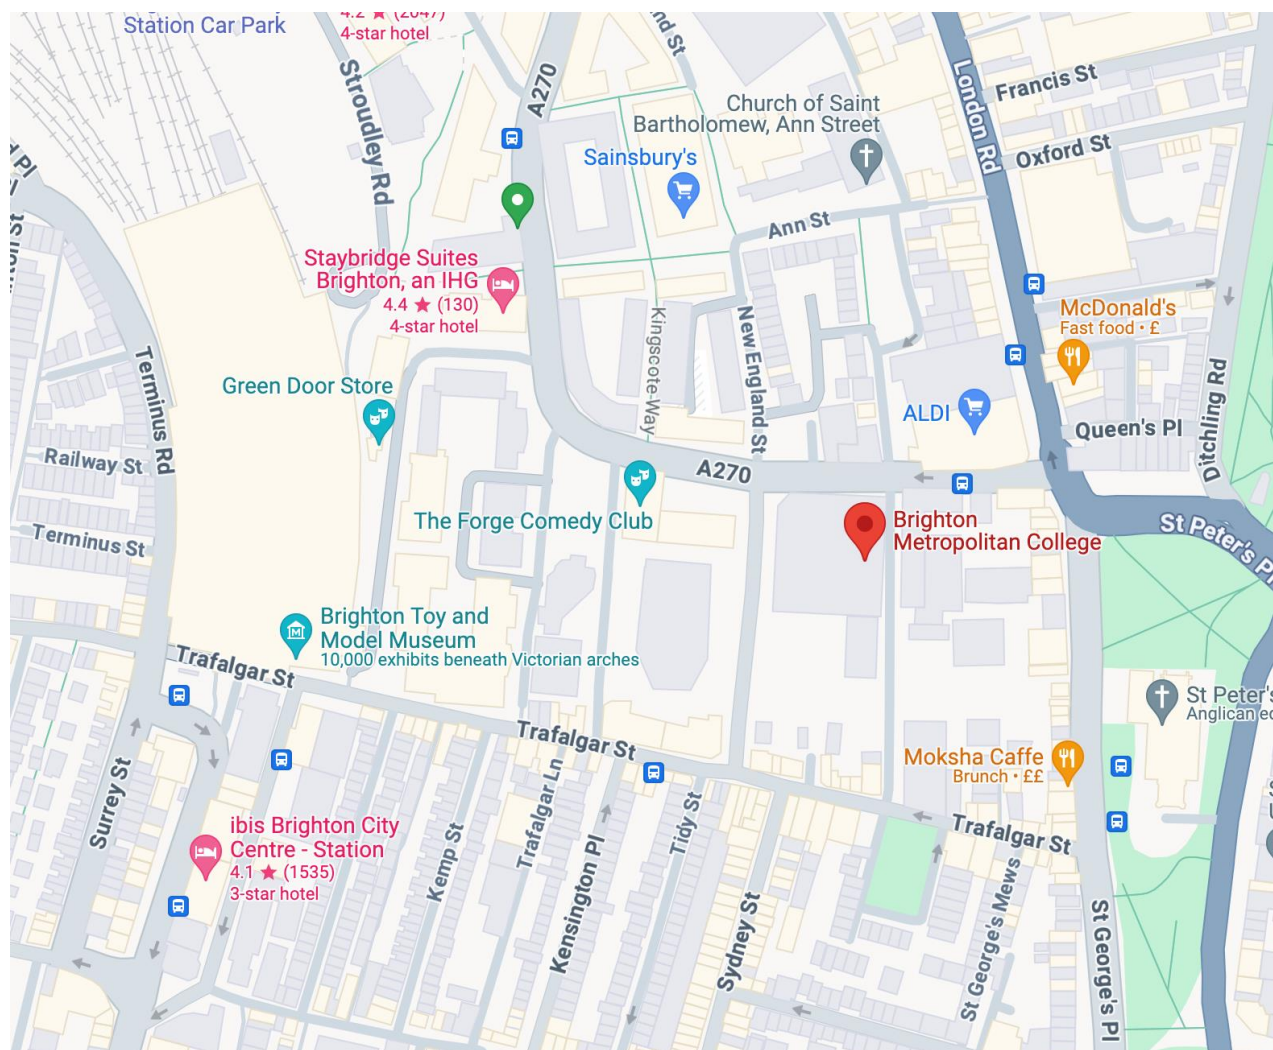 Station Car Park
4.2 ★ (2047)
4-star hotel
Stroudley Rd
A270
nd St
London Rd
Francis St
Oxford St
Church of Saint
Bartholomew, Ann Street
Sainsbury's
Ann St
d Pl
Staybridge Suites
Brighton, an IHG
4.4 ★ (130)
4-star hotel
McDonald's
Fast food • £
Kingscote Way
New England St
Terminus Rd
Green Door Store
ALDI
Queen's Pl
Ditchling Rd
Railway St
A270
The Forge Comedy Club
Brighton
Metropolitan College
St Peter's P
Terminus St
Brighton Toy and
Model Museum
10,000 exhibits beneath Victorian arches
Trafalgar St
St Peter's
Anglican
Trafalgar St
Moksha Caffe
Brunch • ££
Surrey St
ibis Brighton City
Centre - Station
4.1 ★ (1535)
3-star hotel
Kemp St
Trafalgar Ln
Kensington Pl
Tidy St
Sydney St
Trafalgar St
St George's Mews
St George's Pl